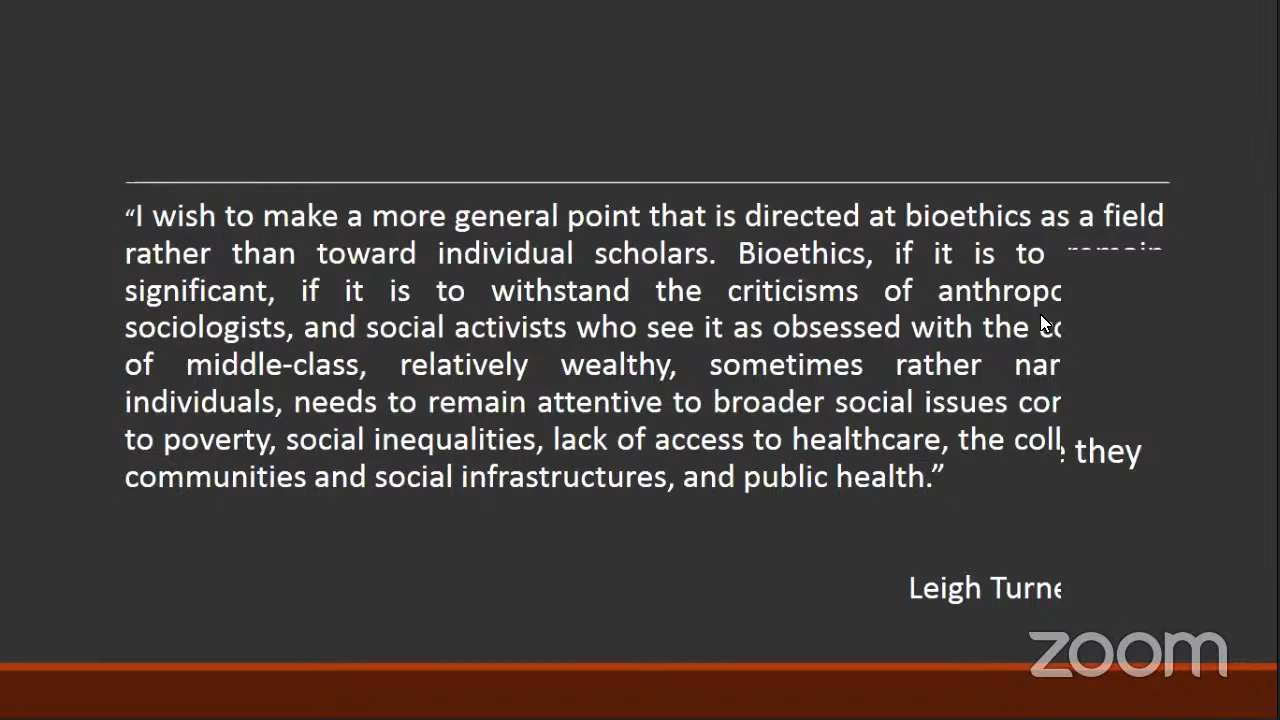 “I wish to make a more general point that is directed at bioethics as a field
rather than toward individual scholars. Bioethics, if it is to
significant, if it is to withstand the criticisms of
sociologists, and social activists who see it as obsessed with the
of middle-class, relatively wealthy, sometimes rather
individuals, needs to remain attentive to broader social issues
to poverty, social inequalities, lack of access to healthcare, the
they
communities and social infrastructures, and public health.”
Leigh
zoom